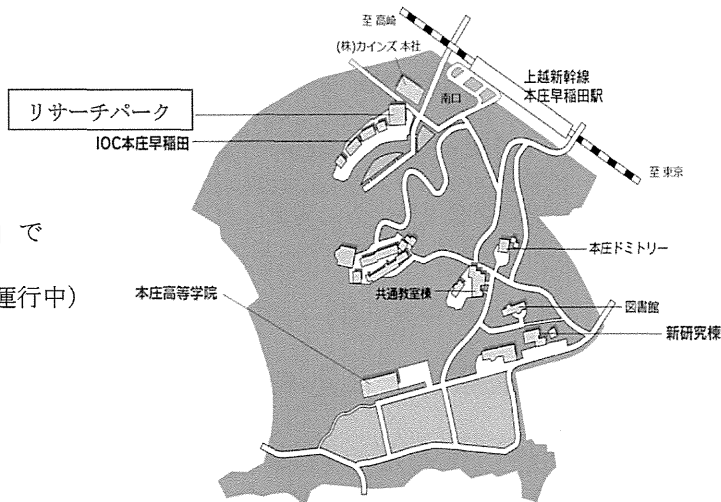 至 高崎
(株)カインズ 本社
上越新幹線
本庄早稲田駅
南口
リサーチパーク
IOC本庄早稲田
至 東京
で
運行中)
本庄ドミトリー
本庄高等学院
共通教室棟
図書館
新研究棟